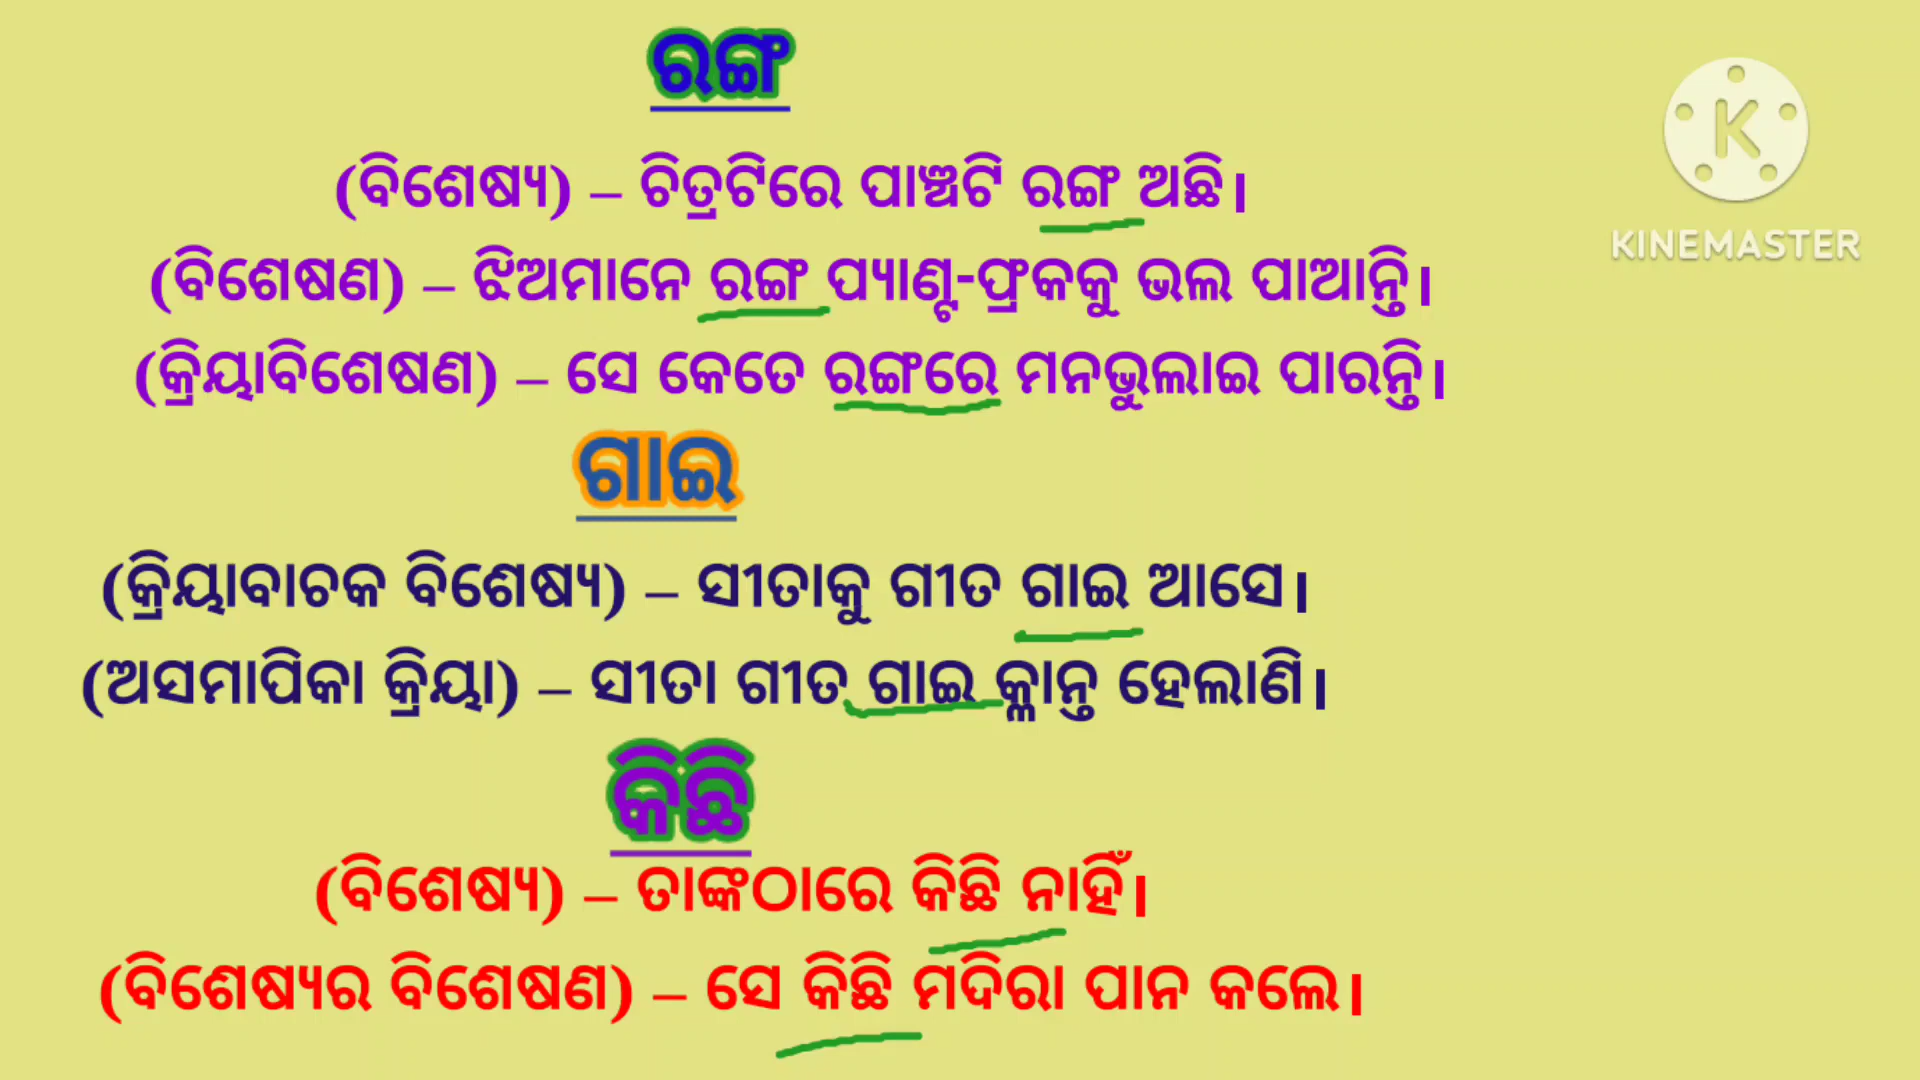 ରଙ୍ଗ
KINEMASTER
(ବିଶେଷ୍ୟ) – ଚିତ୍ରଟିରେ ପାଞ୍ଚଟି ରଙ୍ଗ ଅଛି।
(ବିଶେଷଣ) – ଝିଅମାନେ ରଙ୍ଗ ପ୍ୟାଣ୍ଟ-ଫ୍ରକକୁ ଭଲ ପାଆନ୍ତି।
(କ୍ରିୟାବିଶେଷଣ) – ସେ କେତେ ରଙ୍ଗରେ ମନଭୁଲାଇ ପାରନ୍ତି।
ଗାଇ
(କ୍ରିୟାବାଚକ ବିଶେଷ୍ୟ) – ସୀତାକୁ ଗୀତ ଗାଇ ଆସେ।
(ଅସମାପିକା କ୍ରିୟା) – ସୀତା ଗୀତ ଗାଇ କ୍ଳାନ୍ତ ହେଲାଣି।
କିଛି
(ବିଶେଷ୍ୟ) – ତାଙ୍କଠାରେ କିଛି ନାହିଁ।
(ବିଶେଷ୍ୟର ବିଶେଷଣ) – ସେ କିଛି ମଦିରା ପାନ କଲେ।